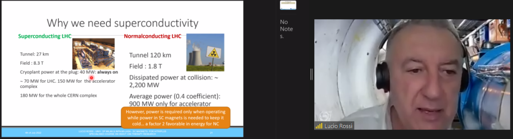 Why we need superconductivity
Superconducting LHC
Tunnel: 27 km
Field : 8.3 T
Cryoplant power at the plug: 40 MW: always on
~ 70 MW for LHC, 150 MW for the accelerator
complex
180 MW for the whole CERN complex
Normalconducting LHC
Tunnel 120 km
Field : 1.8 T
Dissipated power at collision: ~
2,200 MW
Average power (0.4 coefficient):
900 MW only for accelerator
However, power is required only when operating
while power in SC magnets is needed to keep it
cold... a factor 2 favorable in energy for NC
No
Note
s.
Lucio Rossi